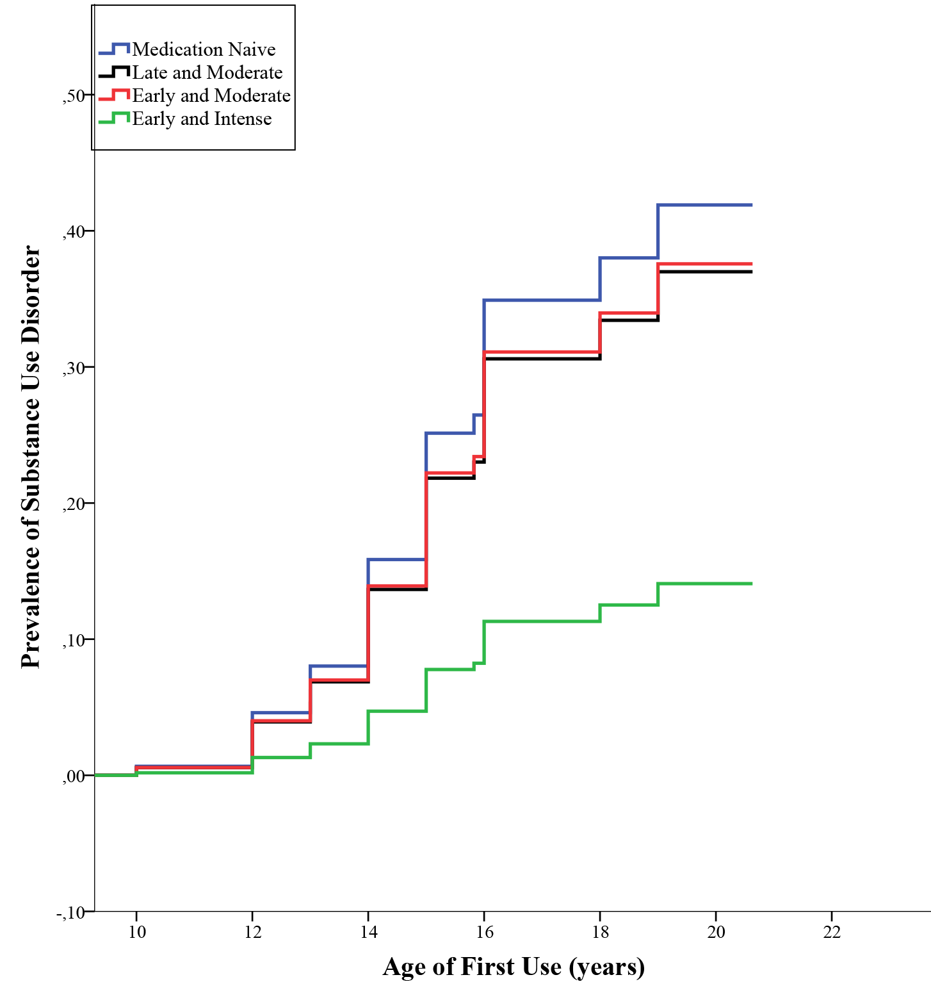 Medication Naive
Late and Moderate
Early and Moderate
Early and Intense
,50
,40
,30
,20
,10
,00
-,10
Prevalence of Substance Use Disorder
10 12 14 16 18 20 22
Age of First Use (years)